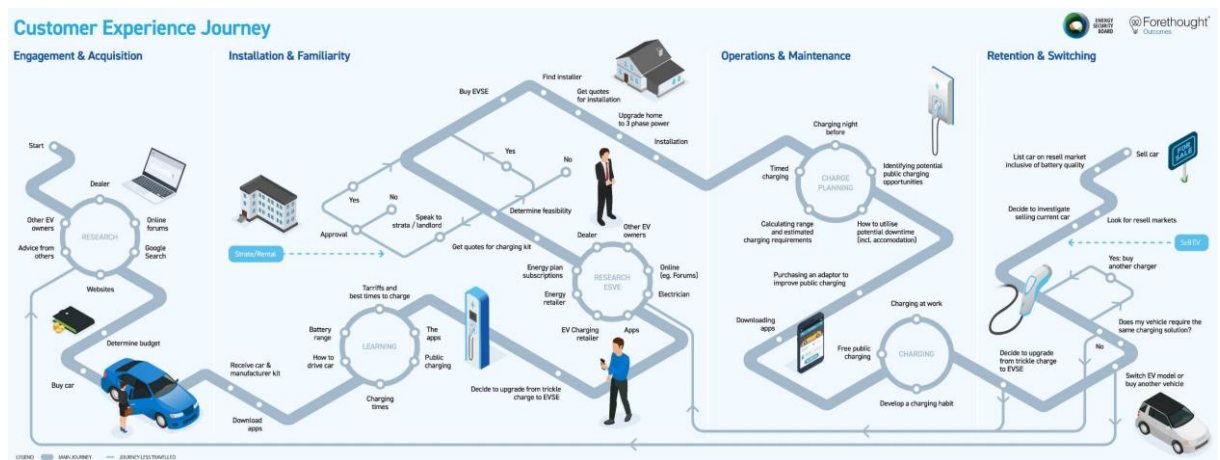 Customer Experience Journey
ENERGY
SECURITY
BOARD
Forethought
Outcomes
Engagement & Acquisition
Installation & Familiarity
Operations & Maintenance
Retention & Switching
Start
Dealer
Other EV
owners
Online
forums
RESEARCH
Advice from
others
Google
Search
Websites
Determine budget
Buy car
Strata/Rental
Receive car &
manufacturer kit
Download
apps
Tarriffs and
best times to charge
Battery
range
The
apps
LEARNING
How to
drive car
Public
charging
Charging
times
Decide to upgrade from trickle
charge to EVSE
Dealer
Other EV
owners
Energy plan
subscriptions
Online
(eg. Forums)
RESEARCH
ESVE
Energy
retailer
Electrician
EV Charging
retailer
Apps
Get quotes for charging kit
Speak to
strata / landlord
Approval
Yes
No
Determine feasibility
Yes
No
Buy EVSE
Find installer
Get quotes
for installation
Upgrade home
to 3 phase power
Installation
Charging night
before
Timed
charging
Identifying potential
public charging
opportunities
CHARGE
PLANNING
Calculating range
and estimated
charging requirements
How to utilise
potential downtime
(incl. accomodation)
Purchasing an adaptor to
improve public charging
Downloading
apps
Charging at work
Free public
charging
CHARGING
Develop a charging habit
Decide to upgrade
from trickle charge
to EVSE
Switch EV model or
buy another vehicle
No
Does my vehicle require the
same charging solution?
Yes: buy
another charger
Sell EV
Decide to investigate
selling current car
Look for resell markets
List car on resell market
inclusive of battery quality
Sell car
FOR
SALE
LEGEND
MAIN JOURNEY
JOURNEY LESS TRAVELLED